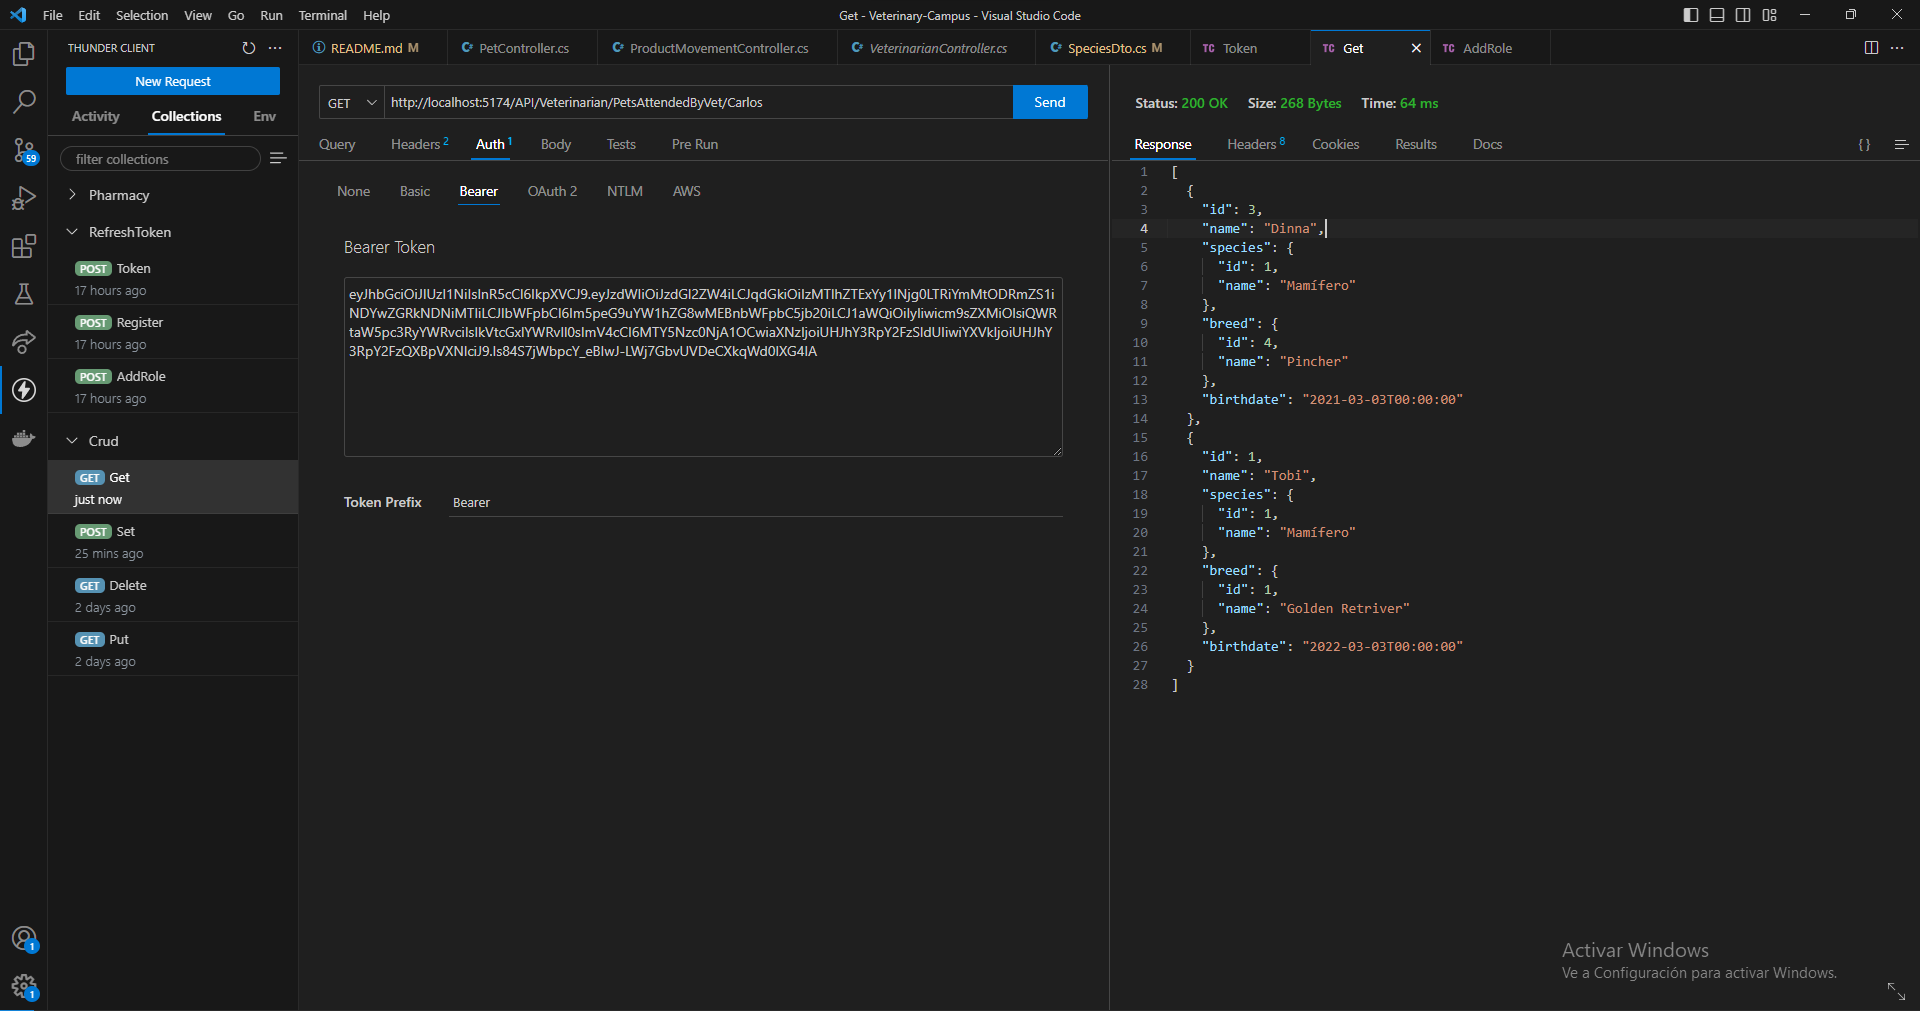 File Edit Selection View Go Run Terminal Help
Get - Veterinary-Campus - Visual Studio Code
THUNDER CLIENT
README.md M
PetController.cs
ProductMovementController.cs
VeterinarianController.cs
SpeciesDto.cs M
TC Token
TC Get
TC AddRole
New Request
Activity Collections Env
filter collections
Pharmacy
RefreshToken
POST Token
17 hours ago
POST Register
17 hours ago
POST AddRole
17 hours ago
Crud
GET Get
just now
POST Set
25 mins ago
GET Delete
2 days ago
GET Put
2 days ago
59
1
1
GET http://localhost:5174/API/Veterinarian/PetsAttendedByVet/Carlos Send
Query Headers 2 Auth 1 Body Tests Pre Run
None Basic Bearer OAuth 2 NTLM AWS
Bearer Token
Token Prefix Bearer
Status: 200 OK Size: 268 Bytes Time: 64 ms
Response Headers 8 Cookies Results Docs {}
1 [
2 {
3 "id": 3,
4 "name": "Dinna",
5 "species": {
6 "id": 1,
7 "name": "Mamífero"
8 },
9 "breed": {
10 "id": 4,
11 "name": "Pincher"
12 },
13 "birthdate": "2021-03-03T00:00:00"
14 },
15 {
16 "id": 1,
17 "name": "Tobi",
18 "species": {
19 "id": 1,
20 "name": "Mamífero"
21 },
22 "breed": {
23 "id": 1,
24 "name": "Golden Retriver"
25 },
26 "birthdate": "2022-03-03T00:00:00"
27 }
28 ]
Activar Windows
Ve a Configuración para activar Windows.